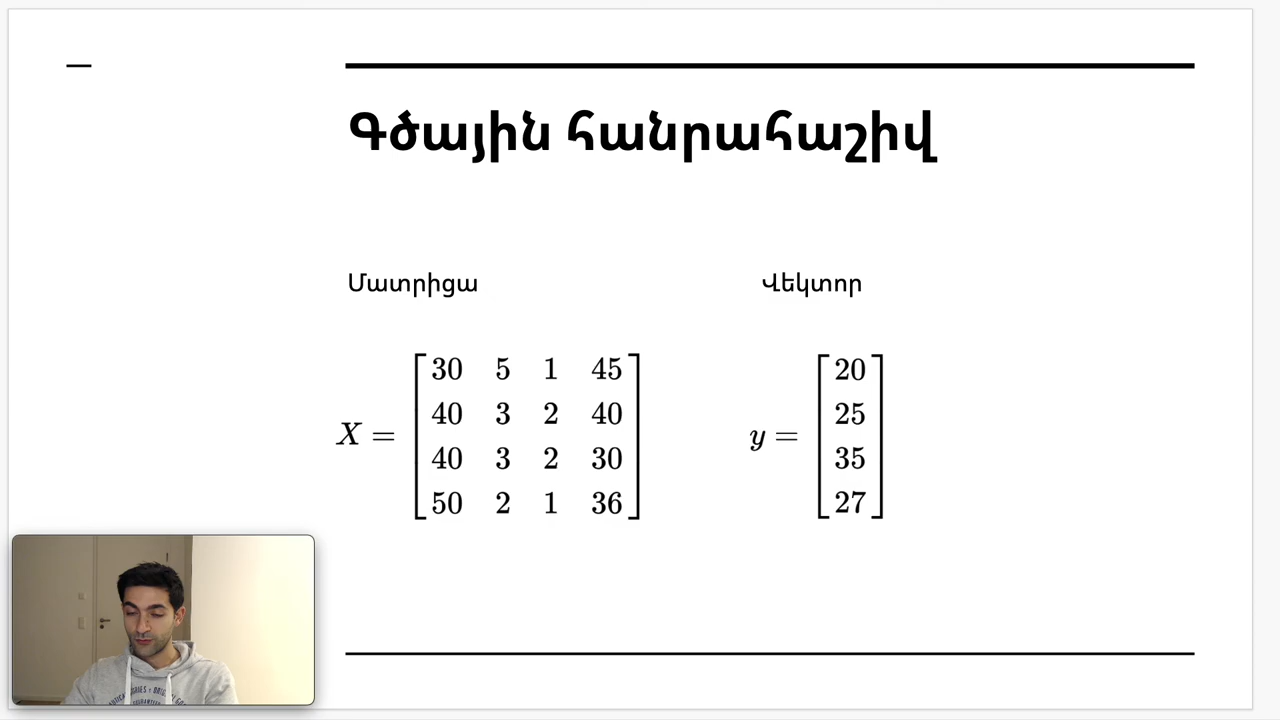 Գծային հանրահաշիվ
Մատրիցա
Վեկտոր
X =
30 5 1 45
40 3 2 40
40 3 2 30
50 2 1 36
y =
20
25
35
27